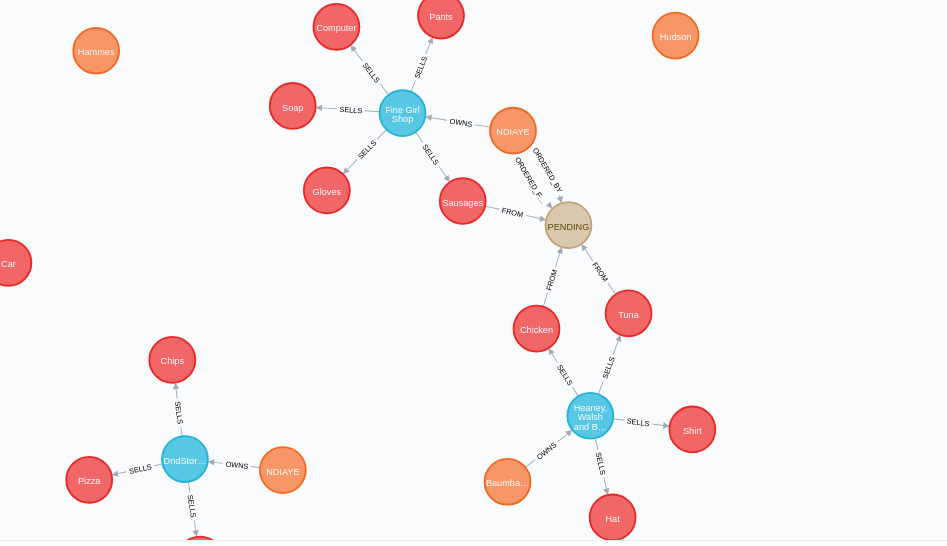 Pants
Computer
Hudson
Hammes
SELLS
SELLS
Soap
SELLS
Fine Girl
Shop
OWNS
NDIAYE
SELLS
SELLS
ORDERED_BY
ORDERED_F...
Gloves
Sausages
FROM
PENDING
Car
FROM
FROM
Tuna
Chicken
Chips
SELLS
SELLS
SELLS
Heaney,
Walsh
and B...
SELLS
Shirt
DndStor...
OWNS
NDIAYE
SELLS
Pizza
OWNS
SELLS
Baumba...
SELLS
Hat